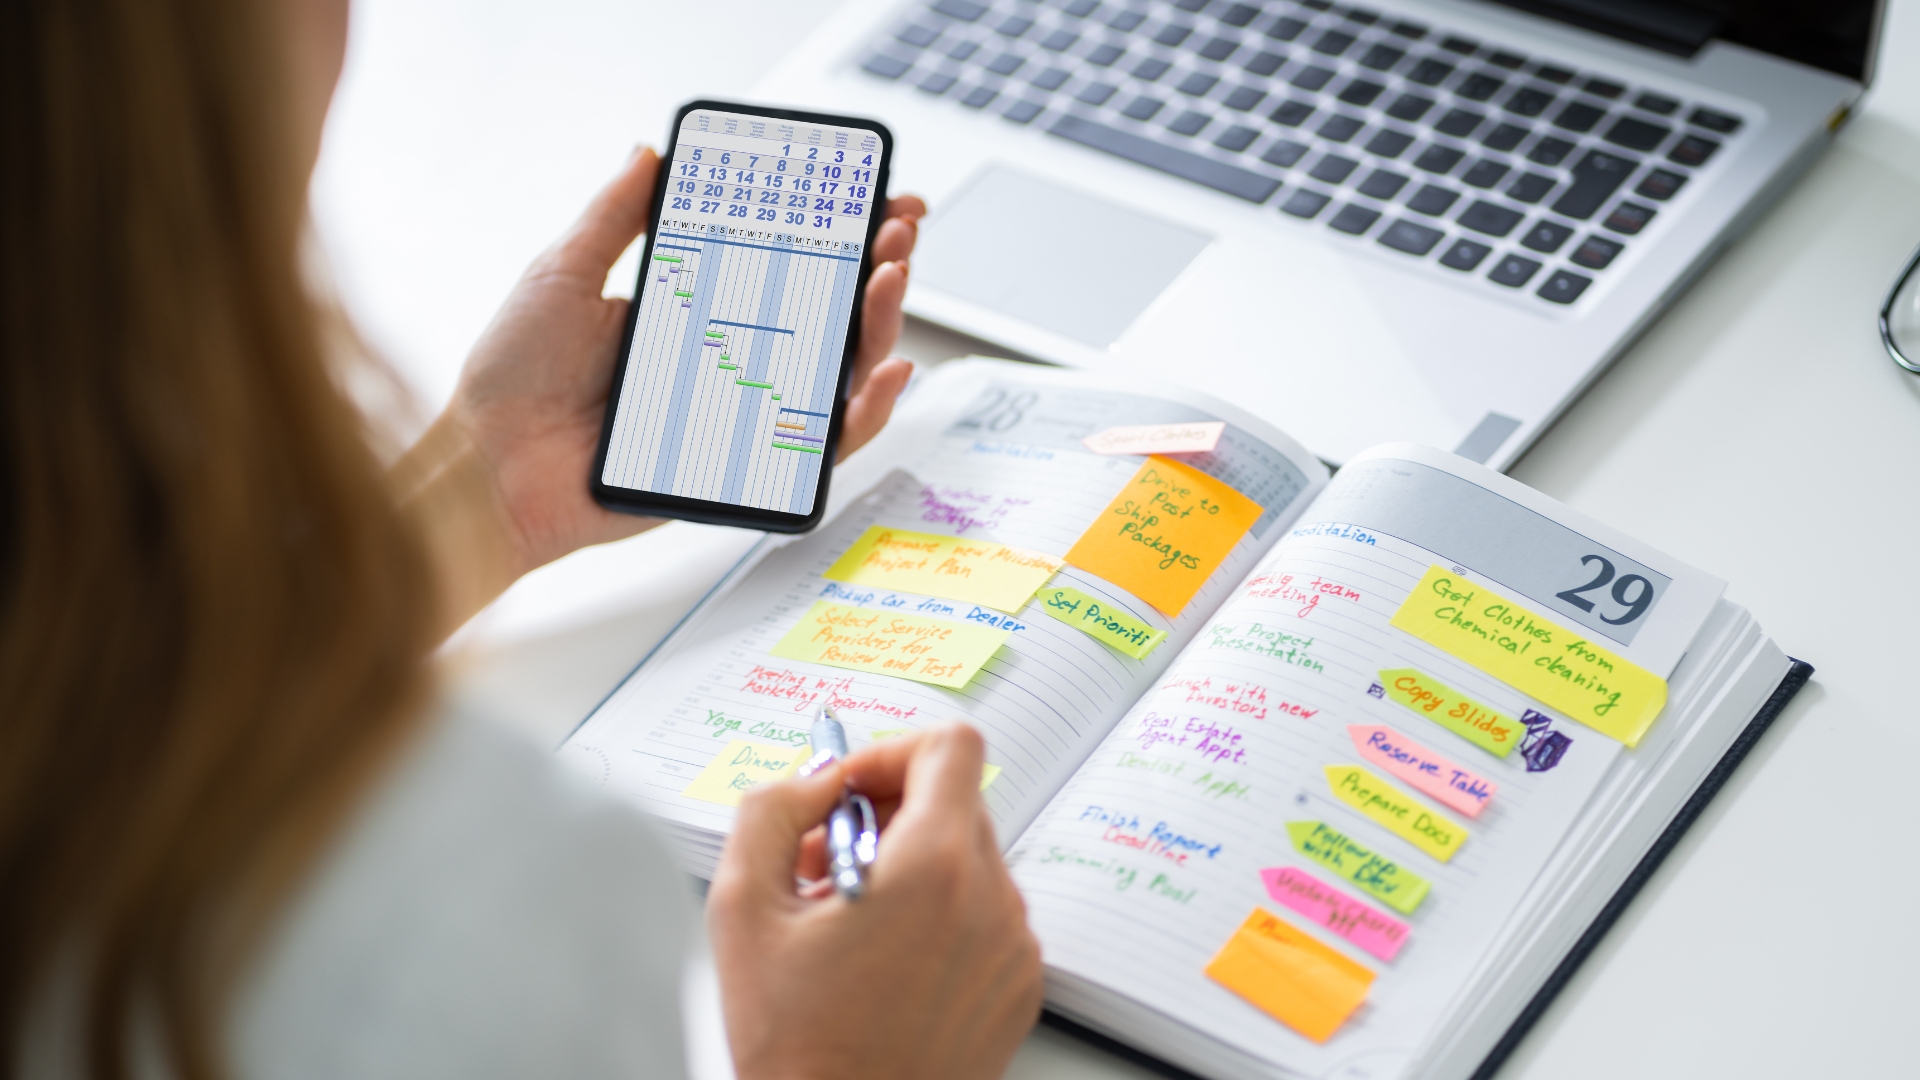 1 2 3 4
5 6 7 8 9 10 11
12 13 14 15 16 17 18
19 20 21 22 23 24 25
26 27 28 29 30 31
M T W T F S S M T W T F S S M T W T F S S
28
Sport Clothes
Meditation
Drive to
Post
Ship
Packages
Prepare new Milestone
Project Plan
Pickup Car from Dealer
Set Prioriti
Select Service
Providers for
Review and Test
Meeting with
Marketing Department
Yoga Classes
Dinner
29
meditation
team
meeting
Project
Presentation
Lunch with new
Investors
Real Estate
Agent Appt.
Dentist Appt.
Finish Report
Deadline
Swimming Pool
Get Clothes from
Chemical cleaning
Copy Slides
Reserve Table
Prepare Docs
Follow up
with Dev